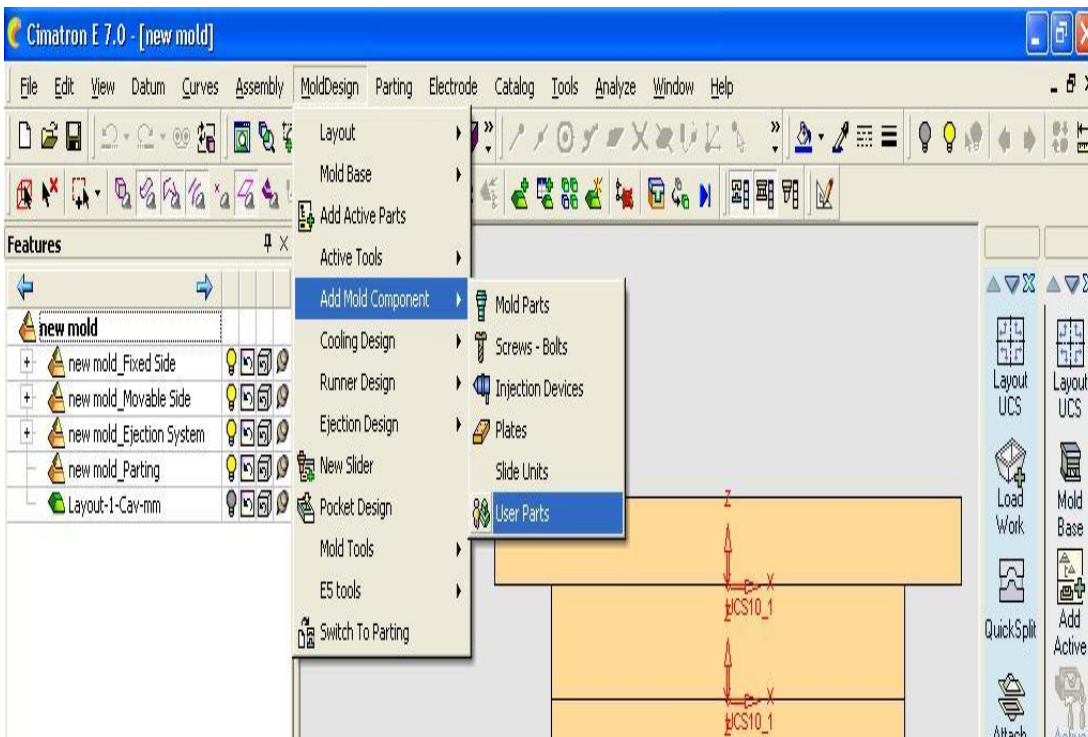 Cimatron E 7.0 - [new mold]
File Edit View Datum Curves Assembly MoldDesign Parting Electrode Catalog Tools Analyze Window Help
Features
new mold
new mold_Fixed Side
new mold_Movable Side
new mold_Ejection System
new mold_Parting
Layout-1-Cav-mm
Layout
Mold Base
Add Active Parts
Active Tools
Add Mold Component
Cooling Design
Runner Design
Ejection Design
New Slider
Pocket Design
Mold Tools
E5 tools
Switch To Parting
Mold Parts
Screws - Bolts
Injection Devices
Plates
Slide Units
User Parts
Z
X
UCS10_1
Z
X
UCS10_1
Layout
UCS
Load
Work
QuickSplit
Attach
Layout
UCS
Mold
Base
Add
Active